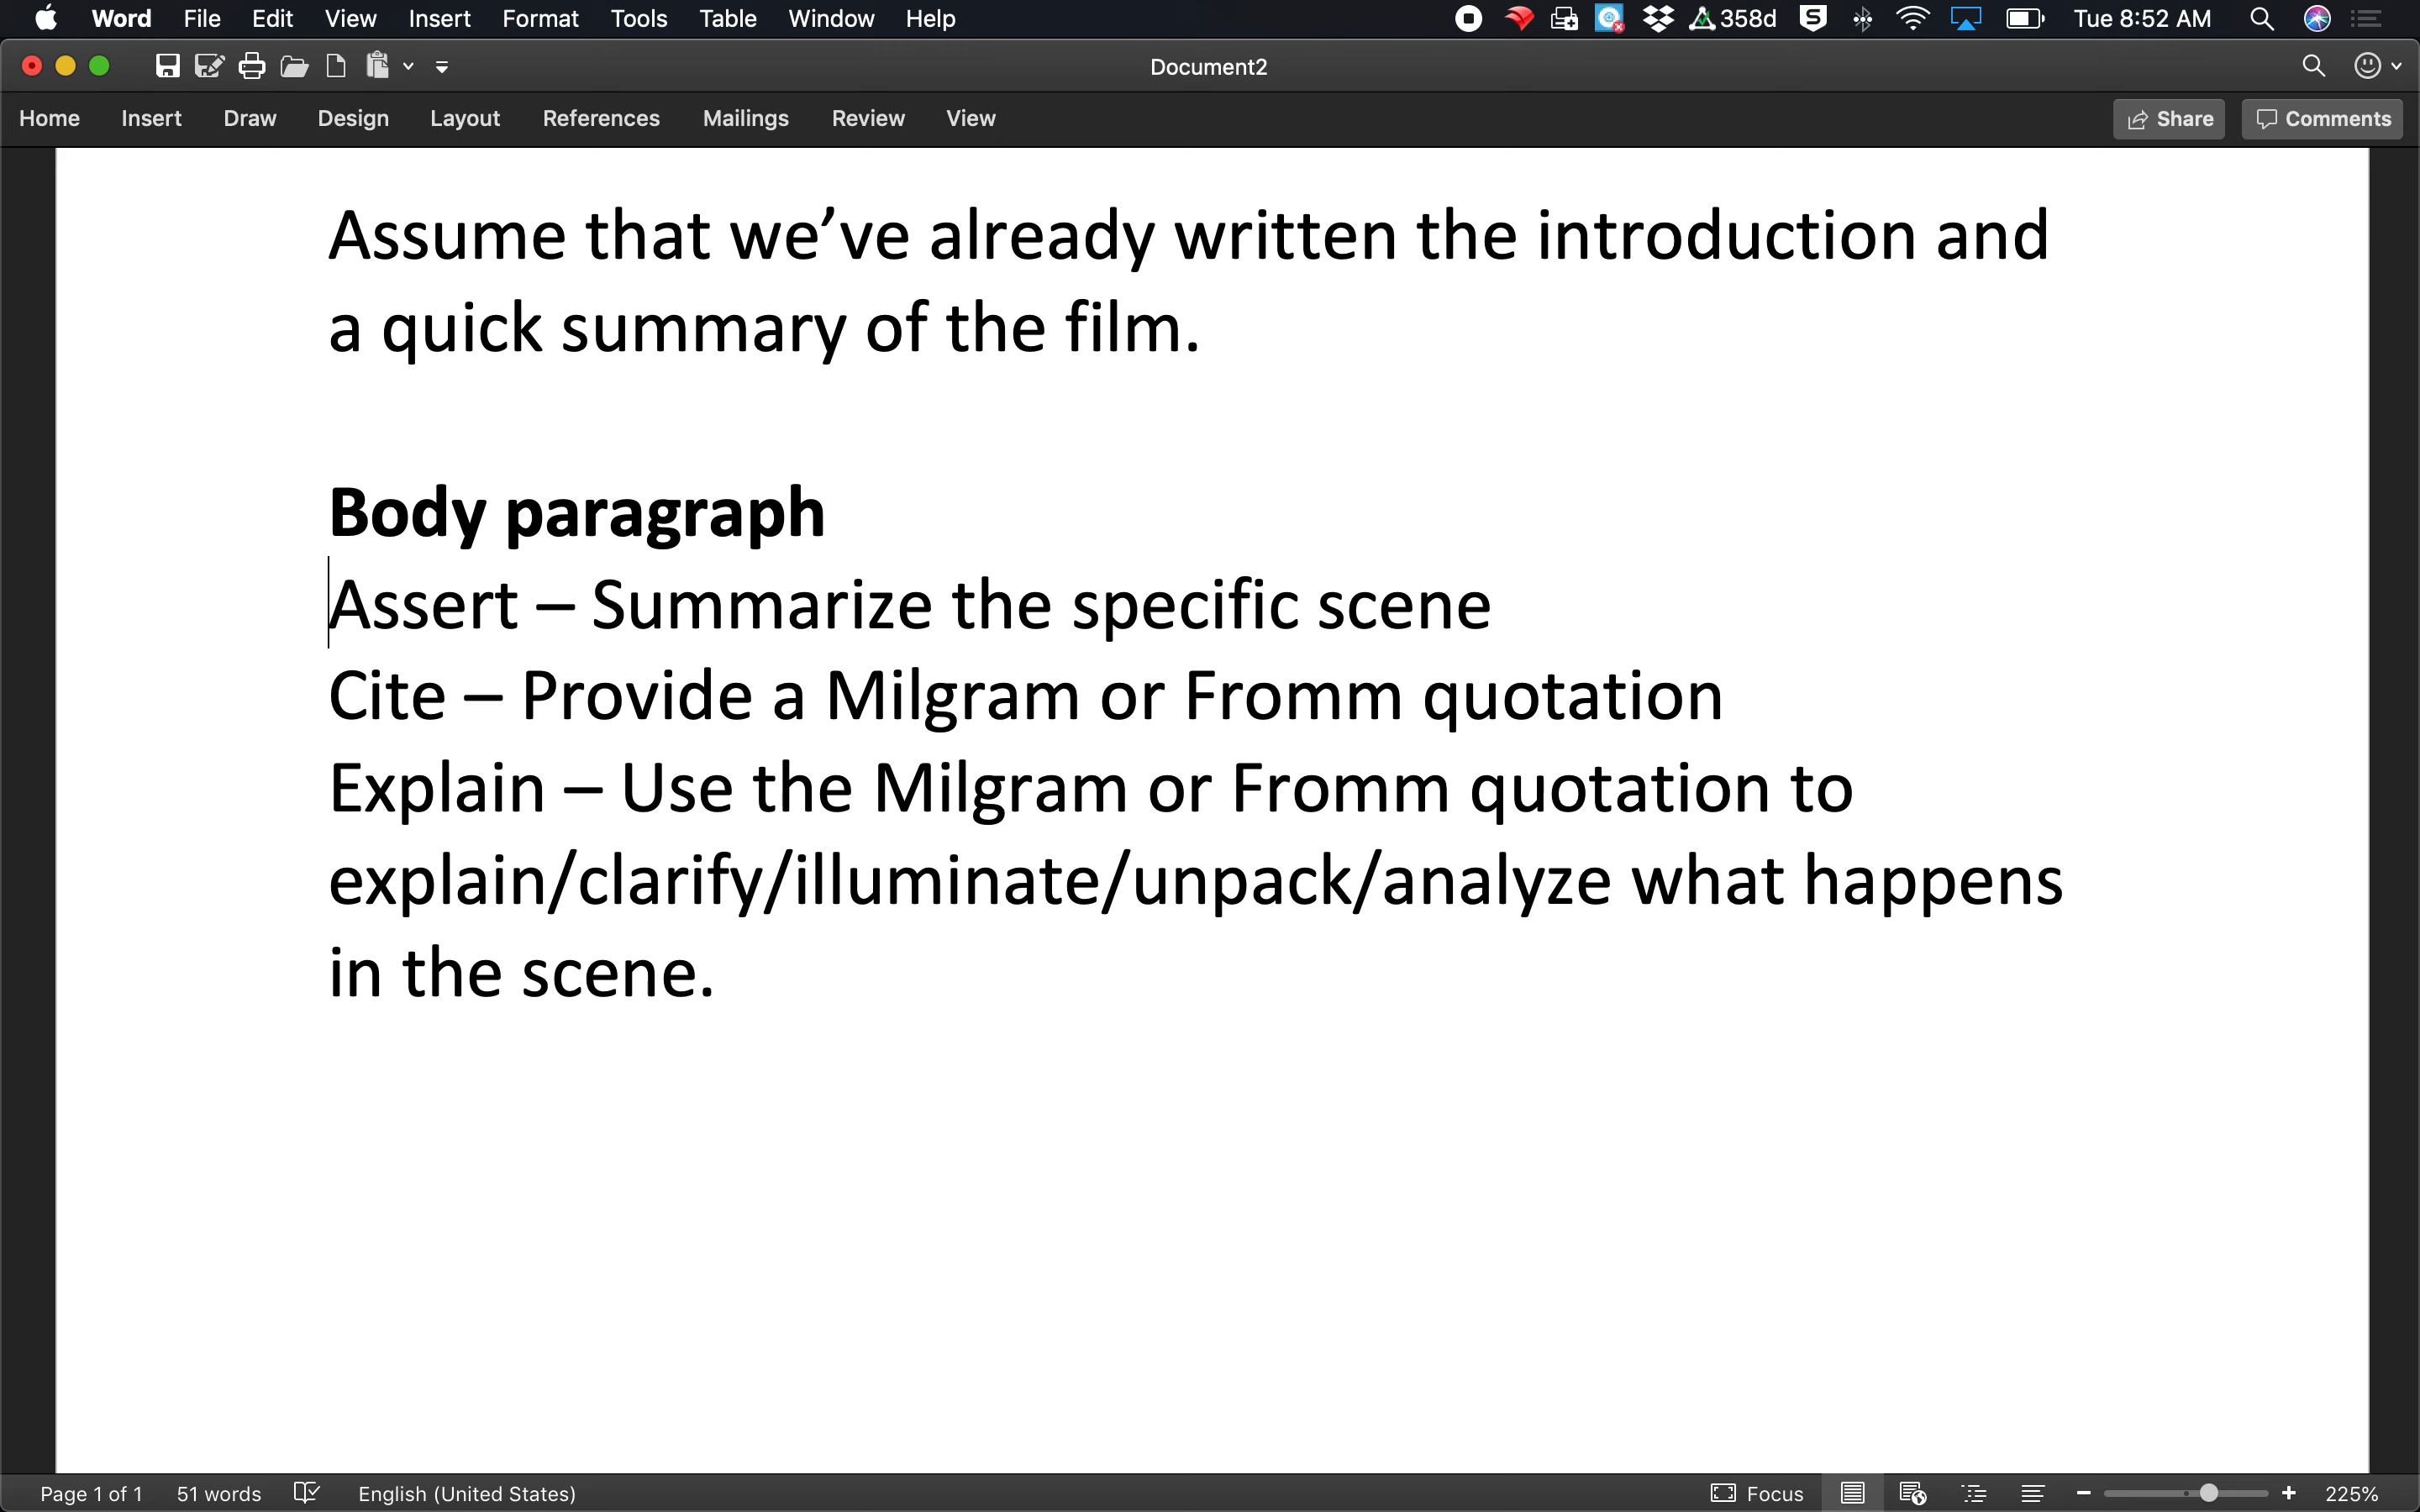 Word File Edit View Insert Format Tools Table Window Help 358d Tue 8:52 AM
Document2
Home Insert Draw Design Layout References Mailings Review View Share Comments
Assume that we’ve already written the introduction and
a quick summary of the film.
Body paragraph
Assert – Summarize the specific scene
Cite – Provide a Milgram or Fromm quotation
Explain – Use the Milgram or Fromm quotation to
explain/clarify/illuminate/unpack/analyze what happens
in the scene.
Page 1 of 1 51 words English (United States) Focus 225%